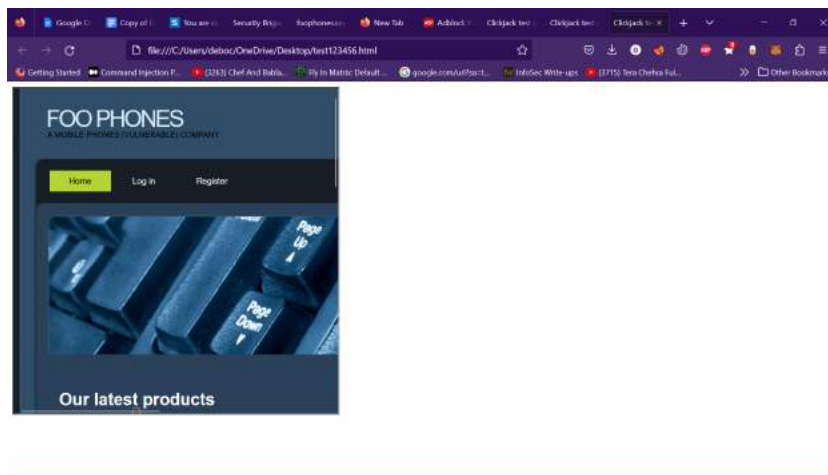 Google D
Copy of
You are
Security Brig
foophones
New Tab
Adblock
Clickjack test
Clickjack test
Clickjack te
file:///C:/Users/deboc/OneDrive/Desktop/test123456.html
Getting Started
Command Injection P...
(3263) Chef And Babla...
Fly In Matric Default ...
google.com/url?sa=t...
InfoSec Write-ups
(3715) Tera Chehra Ful...
Other Bookmark
FOO PHONES
A MOBILE PHONES (VULNERABLE) COMPANY
Home
Log in
Register
Page
Up
Page
Down
Our latest products